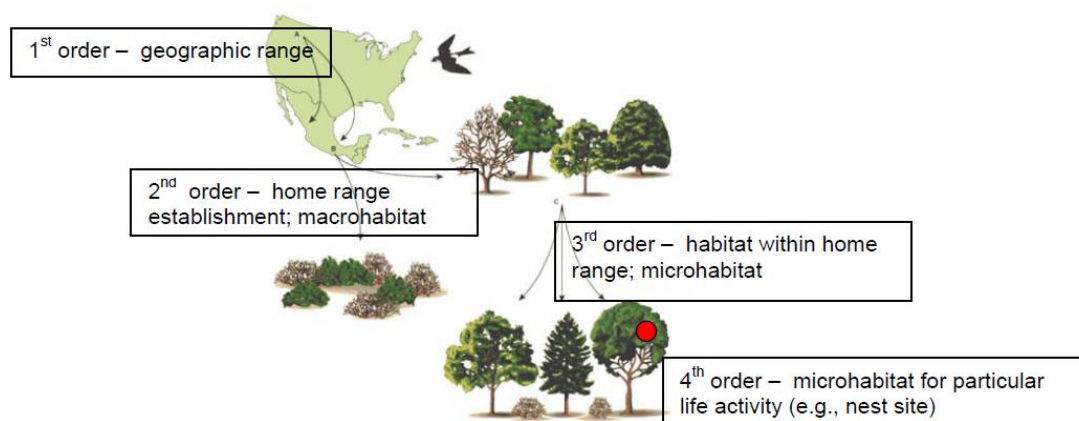 1st order – geographic range
A
B
2nd order – home range
establishment; macrohabitat
C
3rd order – habitat within home
range; microhabitat
4th order – microhabitat for particular
life activity (e.g., nest site)